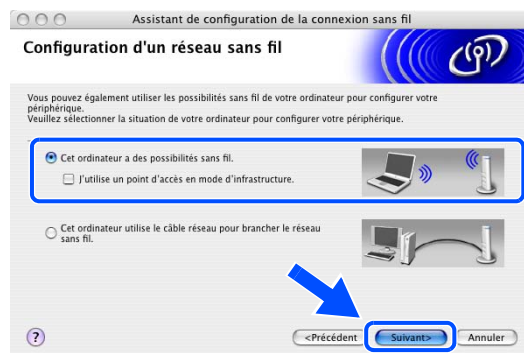 Assistant de configuration de la connexion sans fil
Configuration d'un réseau sans fil
Vous pouvez également utiliser les possibilités sans fil de votre ordinateur pour configurer votre
périphérique.
Veuillez sélectionner la situation de votre ordinateur pour configurer votre périphérique.
Cet ordinateur a des possibilités sans fil.
J'utilise un point d'accès en mode d'infrastructure.
Cet ordinateur utilise le câble réseau pour brancher le réseau
sans fil.
? <Précédent Suivant> Annuler